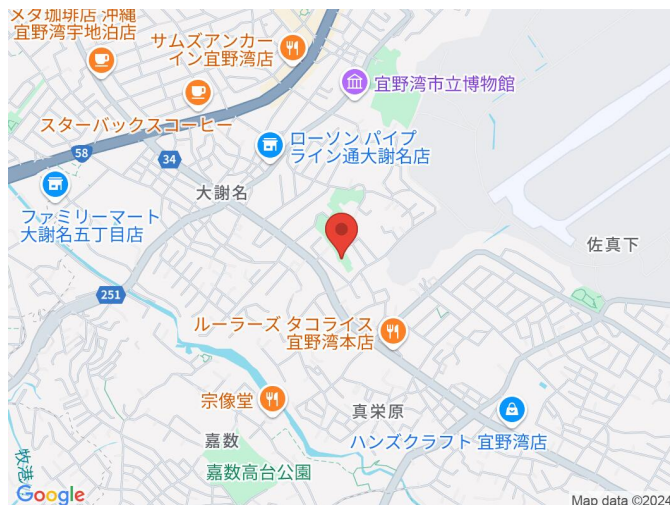 メタ珈琲店 沖縄
宜野湾宇地泊店
サムズアンカー
イン宜野湾店
宜野湾市立博物館
スターバックスコーヒー
ローソン パイプ
ライン通大謝名店
58
34
大謝名
ファミリーマート
大謝名五丁目店
佐真下
251
ルーラーズ タコライス
宜野湾本店
宗像堂
真栄原
ハンズクラフト 宜野湾店
嘉数
嘉数高台公園
牧港
Google
Map data ©2024